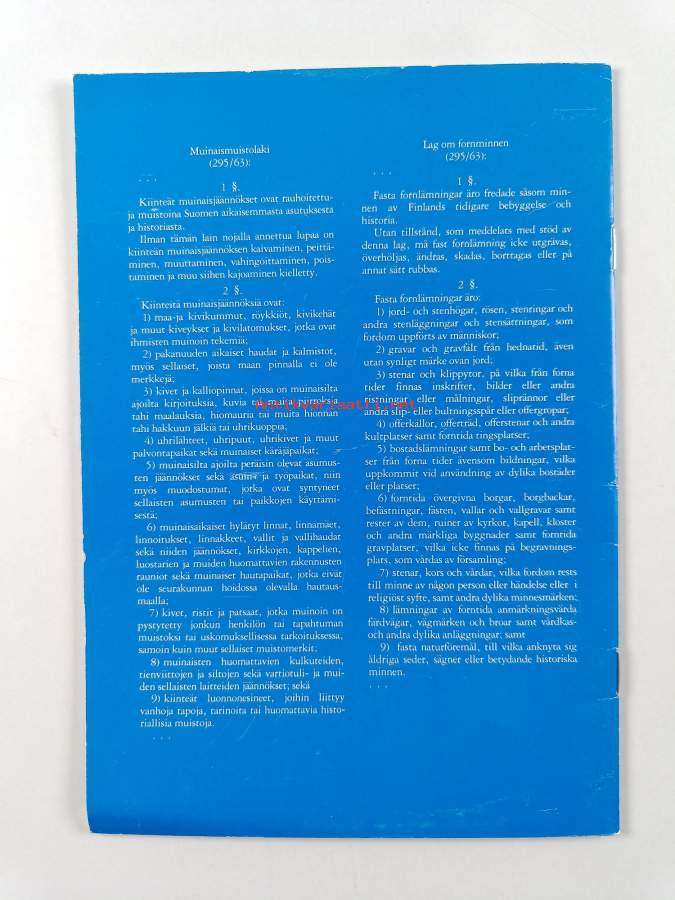 Muinaismuistolaki
(295/63):
. . .
1 §.
Kiinteät muinaisjäännökset ovat rauhoitettu-
ja muistoina Suomen aikaisemmasta asutuksesta
ja historiasta.
Ilman tämän lain nojalla annettua lupaa on
kiinteän muinaisjäännöksen kaivaminen, peittä-
minen, muuttaminen, vahingoittaminen, pois-
taminen ja muu siihen kajoaminen kielletty.
2 §.
Kiinteitä muinaisjäännöksiä ovat:
1) maa-ja kivikummut, röykkiöt, kivikehät
ja muut kiveykset ja kivilatomukset, jotka ovat
ihmisten muinoin tekemiä;
2) pakanuuden aikaiset haudat ja kalmistot,
myös sellaiset, joista maan pinnalla ei ole
merkkejä;
3) kivet ja kalliopinnat, joissa on muinaisilta
ajoilta kirjoituksia, kuvia tai muita piirroksia
tahi maalauksia, hiomauria tai muita hionnan
tahi hakkuun jälkiä tai uhrikuoppia;
4) uhrilähteet, uhripuut, uhrikivet ja muut
palvontapaikat sekä muinaiset käräjäpaikat;
5) muinaisilta ajoilta peräisin olevat asumus-
ten jäännökset sekä asuin- ja työpaikat, niin
myös muodostumat, jotka ovat syntyneet
sellaisten asumusten tai paikkojen käyttämi-
sestä;
6) muinaisaikaiset hylätyt linnat, linnamäet,
linnoitukset, linnakkeet, vallit ja vallihaudat
sekä niiden jäännökset, kirkkojen, kappelien,
luostarien ja muiden huomattavien rakennusten
rauniot sekä muinaiset hautapaikat, jotka eivät
ole seurakunnan hoidossa olevalla hautaus-
maalla;
7) kivet, ristit ja patsaat, jotka muinoin on
pystytetty jonkun henkilön tai tapahtuman
muistoksi tai uskomuksellisessa tarkoituksessa,
samoin kuin muut sellaiset muistomerkit;
8) muinaisten huomattavien kulkuteiden,
tienviittojen ja siltojen sekä vartiotuli- ja mui-
den sellaisten laitteiden jäännökset; sekä
9) kiinteät luonnonesineet, joihin liittyy
vanhoja tapoja, tarinoita tai huomattavia histo-
riallisia muistoja.
. . .
Lag om fornminnen
(295/63):
. . .
1 §.
Fasta fornlämningar äro fredade såsom min-
nen av Finlands tidigare bebyggelse och
historia.
Utan tillstånd, som meddelats med stöd av
denna lag, må fast fornlämning icke utgrävas,
överhöljas, ändras, skadas, borttagas eller på
annat sätt rubbas.
2 §.
Fasta fornlämningar äro:
1) jord- och stenhögar, rösen, stenringar och
andra stenläggningar och stensättningar, som
fordom uppförts av människor;
2) gravar och gravfält från hednatid, även
utan synligt märke ovan jord;
3) stenar och klippytor, på vilka från forna
tider finnas inskrifter, bilder eller andra
ristningar eller målningar, sliprännor eller
andra slip- eller bultningsspår eller offergropar;
4) offerkällor, offerträd, offerstenar och andra
kultplatser samt forntida tingsplatser;
5) bostadslämningar samt bo- och arbetsplat-
ser från forna tider ävensom bildningar, vilka
uppkommit vid användning av dylika bostäder
eller platser;
6) forntida övergivna borgar, borgbackar,
befästningar, fästen, vallar och vallgravar samt
rester av dem, ruiner av kyrkor, kapell, kloster
och andra märkliga byggnader samt forntida
gravplatser, vilka icke finnas på begravnings-
plats, som vårdas av församling;
7) stenar, kors och vårdar, vilka fordom rests
till minne av någon person eller händelse eller i
religiöst syfte, samt andra dylika minnesmärken;
8) lämningar av forntida anmärkningsvärda
färdvägar, vägmärken och broar samt vårdkas-
och andra dylika anläggningar; samt
9) fasta naturföremål, till vilka anknyta sig
åldriga seder, sägner eller betydande historiska
minnen.
. . .
Antikvariaatti.net